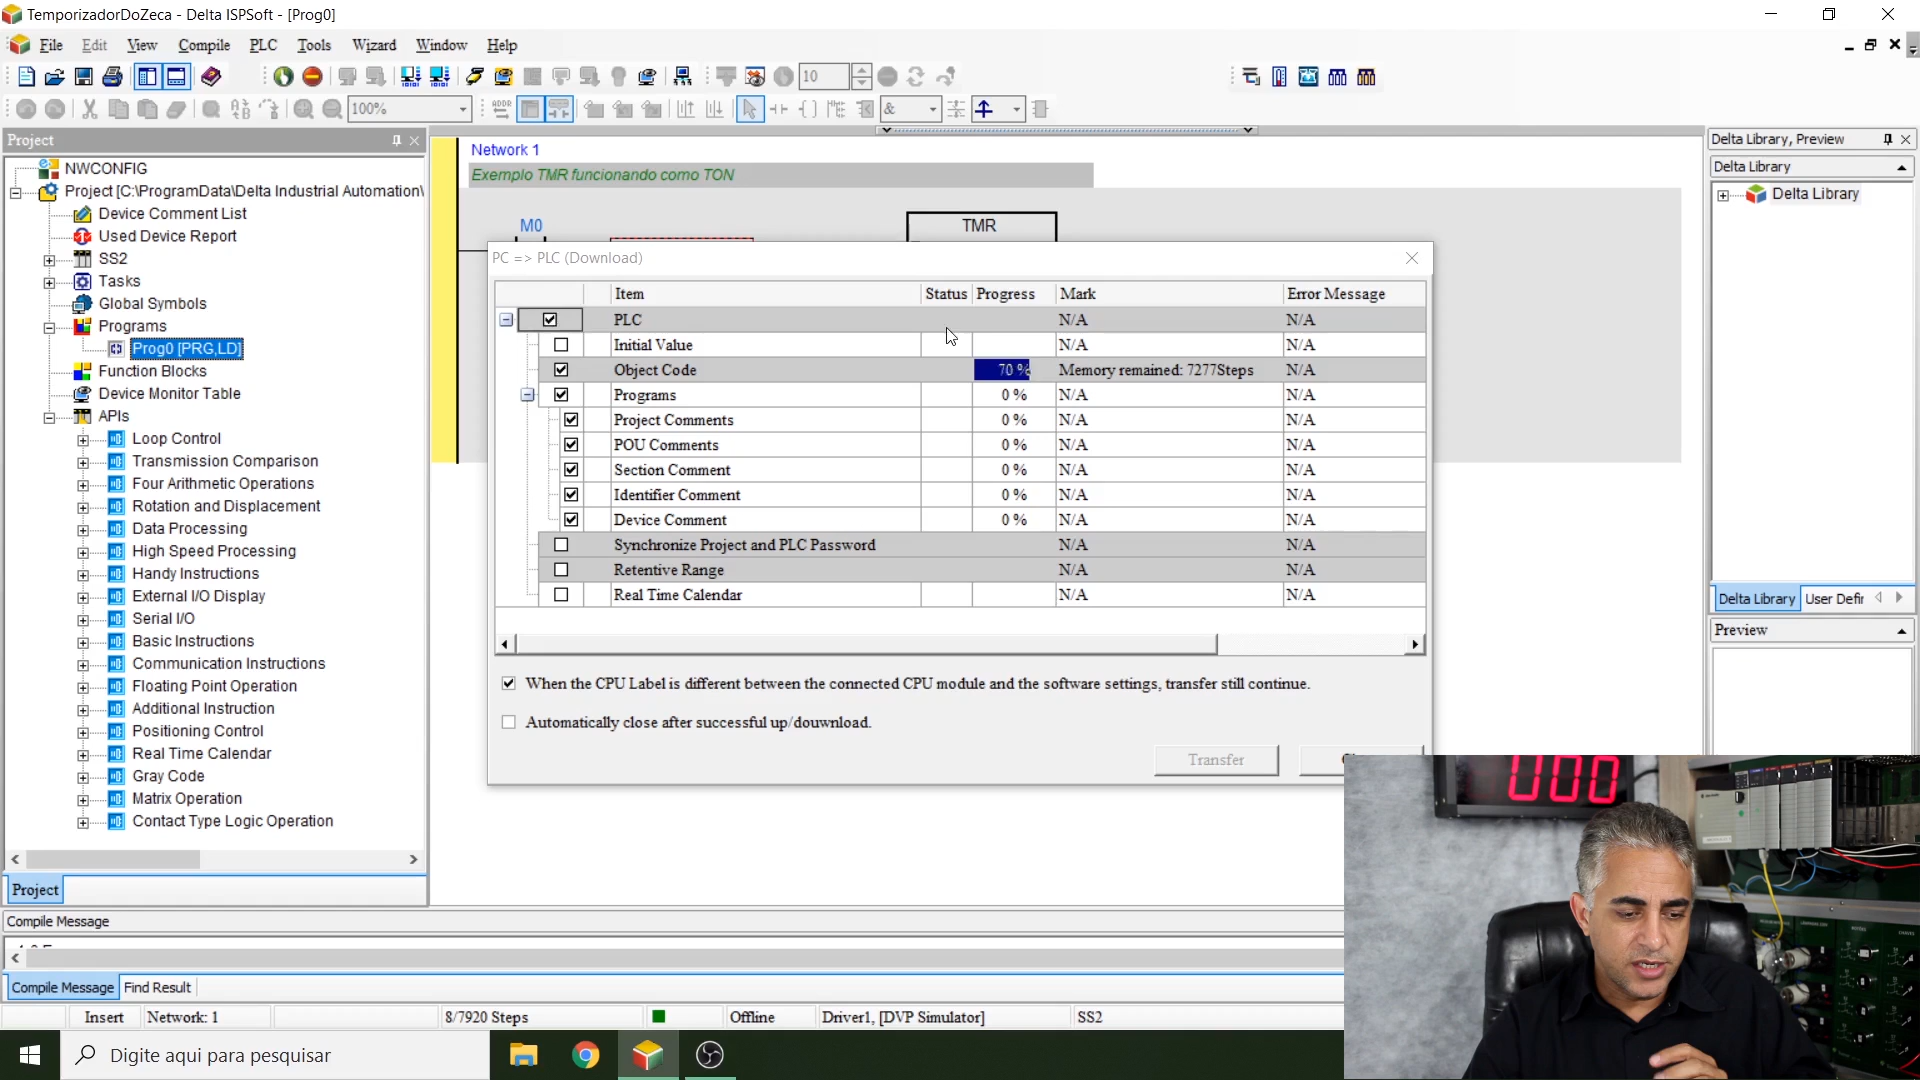 TemporizadorDoZeca - Delta ISPSoft - [Prog0]
File Edit View Compile PLC Tools Wizard Window Help
10
100% ADDR &
Project
NWCONFIG
Project [C:\ProgramData\Delta Industrial Automation\
Device Comment List
Used Device Report
SS2
Tasks
Global Symbols
Programs
Prog0 [PRG,LD]
Function Blocks
Device Monitor Table
APIs
Loop Control
Transmission Comparison
Four Arithmetic Operations
Rotation and Displacement
Data Processing
High Speed Processing
Handy Instructions
External I/O Display
Serial I/O
Basic Instructions
Communication Instructions
Floating Point Operation
Additional Instruction
Positioning Control
Real Time Calendar
Gray Code
Matrix Operation
Contact Type Logic Operation
Project
Network 1
Exemplo TMR funcionando como TON
M0
TMR
PC => PLC (Download)
Item Status Progress Mark Error Message
PLC N/A N/A
Initial Value N/A N/A
Object Code 70 % Memory remained: 7277Steps N/A
Programs 0 % N/A N/A
Project Comments 0 % N/A N/A
POU Comments 0 % N/A N/A
Section Comment 0 % N/A N/A
Identifier Comment 0 % N/A N/A
Device Comment 0 % N/A N/A
Synchronize Project and PLC Password N/A N/A
Retentive Range N/A N/A
Real Time Calendar N/A N/A
When the CPU Label is different between the connected CPU module and the software settings, transfer still continue.
Automatically close after successful up/douwnload.
Transfer
Delta Library, Preview
Delta Library
Delta Library
Delta Library User Defir
Preview
000
Compile Message
Compile Message Find Result
Insert Network: 1 8/7920 Steps Offline Driver1, [DVP Simulator] SS2
Digite aqui para pesquisar